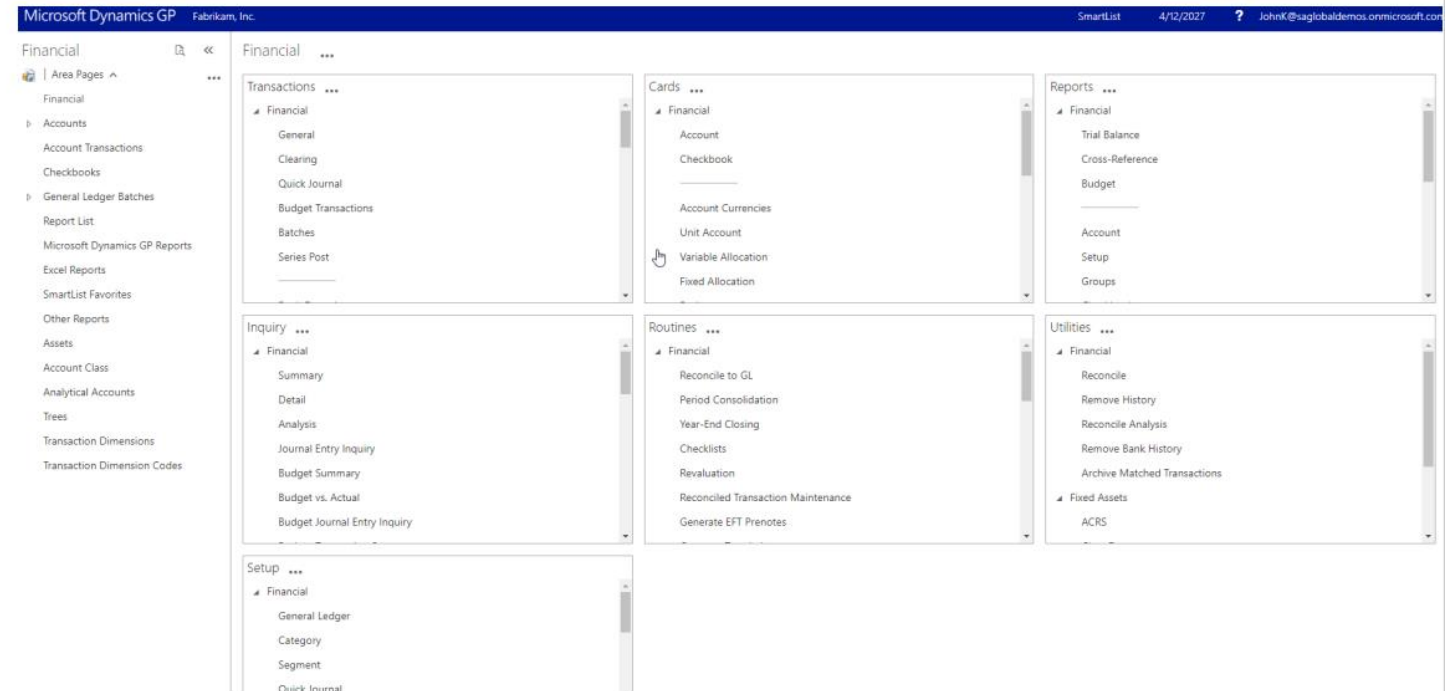 Microsoft Dynamics GP Fabrikam, Inc. SmartList 4/12/2027 ? JohnK@saglobaldemos.onmicrosoft.com
Financial
| Area Pages
Financial
Accounts
Account Transactions
Checkbooks
General Ledger Batches
Report List
Microsoft Dynamics GP Reports
Excel Reports
SmartList Favorites
Other Reports
Assets
Account Class
Analytical Accounts
Trees
Transaction Dimensions
Transaction Dimension Codes
Financial ...
Transactions ...
Financial
General
Clearing
Quick Journal
Budget Transactions
Batches
Series Post
Cards ...
Financial
Account
Checkbook
Account Currencies
Unit Account
Variable Allocation
Fixed Allocation
Reports ...
Financial
Trial Balance
Cross-Reference
Budget
Account
Setup
Groups
Inquiry ...
Financial
Summary
Detail
Analysis
Journal Entry Inquiry
Budget Summary
Budget vs. Actual
Budget Journal Entry Inquiry
Routines ...
Financial
Reconcile to GL
Period Consolidation
Year-End Closing
Checklists
Revaluation
Reconciled Transaction Maintenance
Generate EFT Prenotes
Utilities ...
Financial
Reconcile
Remove History
Reconcile Analysis
Remove Bank History
Archive Matched Transactions
Fixed Assets
ACRS
Setup ...
Financial
General Ledger
Category
Segment
Quick Journal